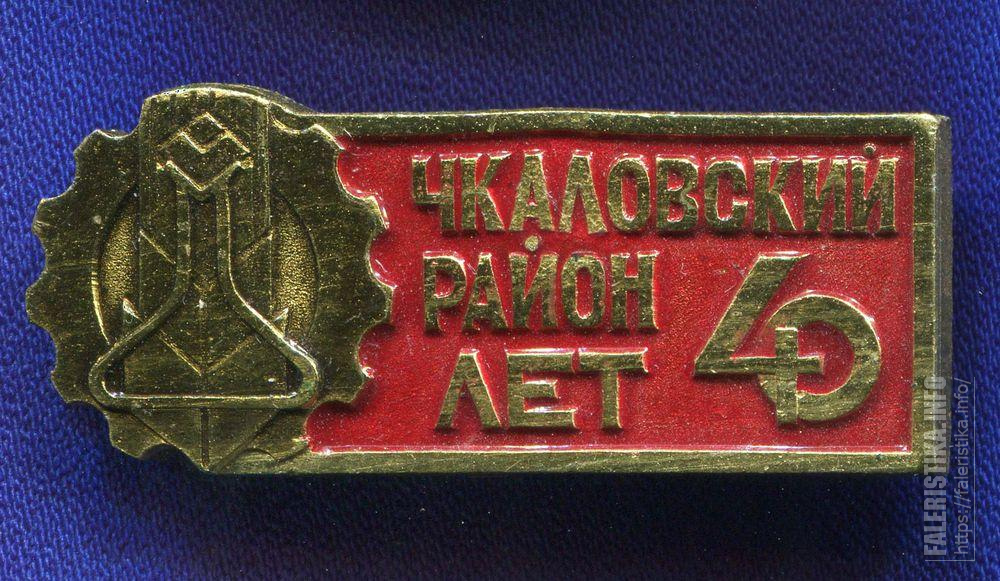 ЧКАЛОВСКИЙ
РАЙОН
ЛЕТ 40
FALERISTIKA.INFO
https://faleristika.info/